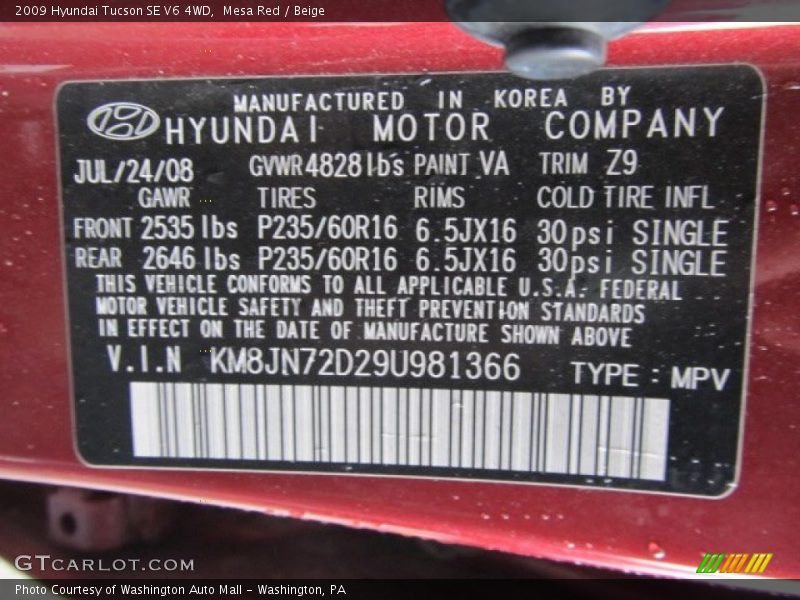 2009 Hyundai Tucson SE V6 4WD,  Mesa Red / Beige
MANUFACTURED IN KOREA BY
HYUNDAI MOTOR COMPANY
JUL/24/08 GVWR 4828 lbs PAINT VA TRIM Z9
GAWR TIRES RIMS COLD TIRE INFL
FRONT 2535 lbs P235/60R16 6.5JX16 30psi SINGLE
REAR 2646 lbs P235/60R16 6.5JX16 30psi SINGLE
THIS VEHICLE CONFORMS TO ALL APPLICABLE U.S.A. FEDERAL
MOTOR VEHICLE SAFETY AND THEFT PREVENTION STANDARDS
IN EFFECT ON THE DATE OF MANUFACTURE SHOWN ABOVE
V.I.N KM8JN72D29U981366 TYPE : MPV
GTCARLOT.COM
Photo Courtesy of Washington Auto Mall - Washington, PA